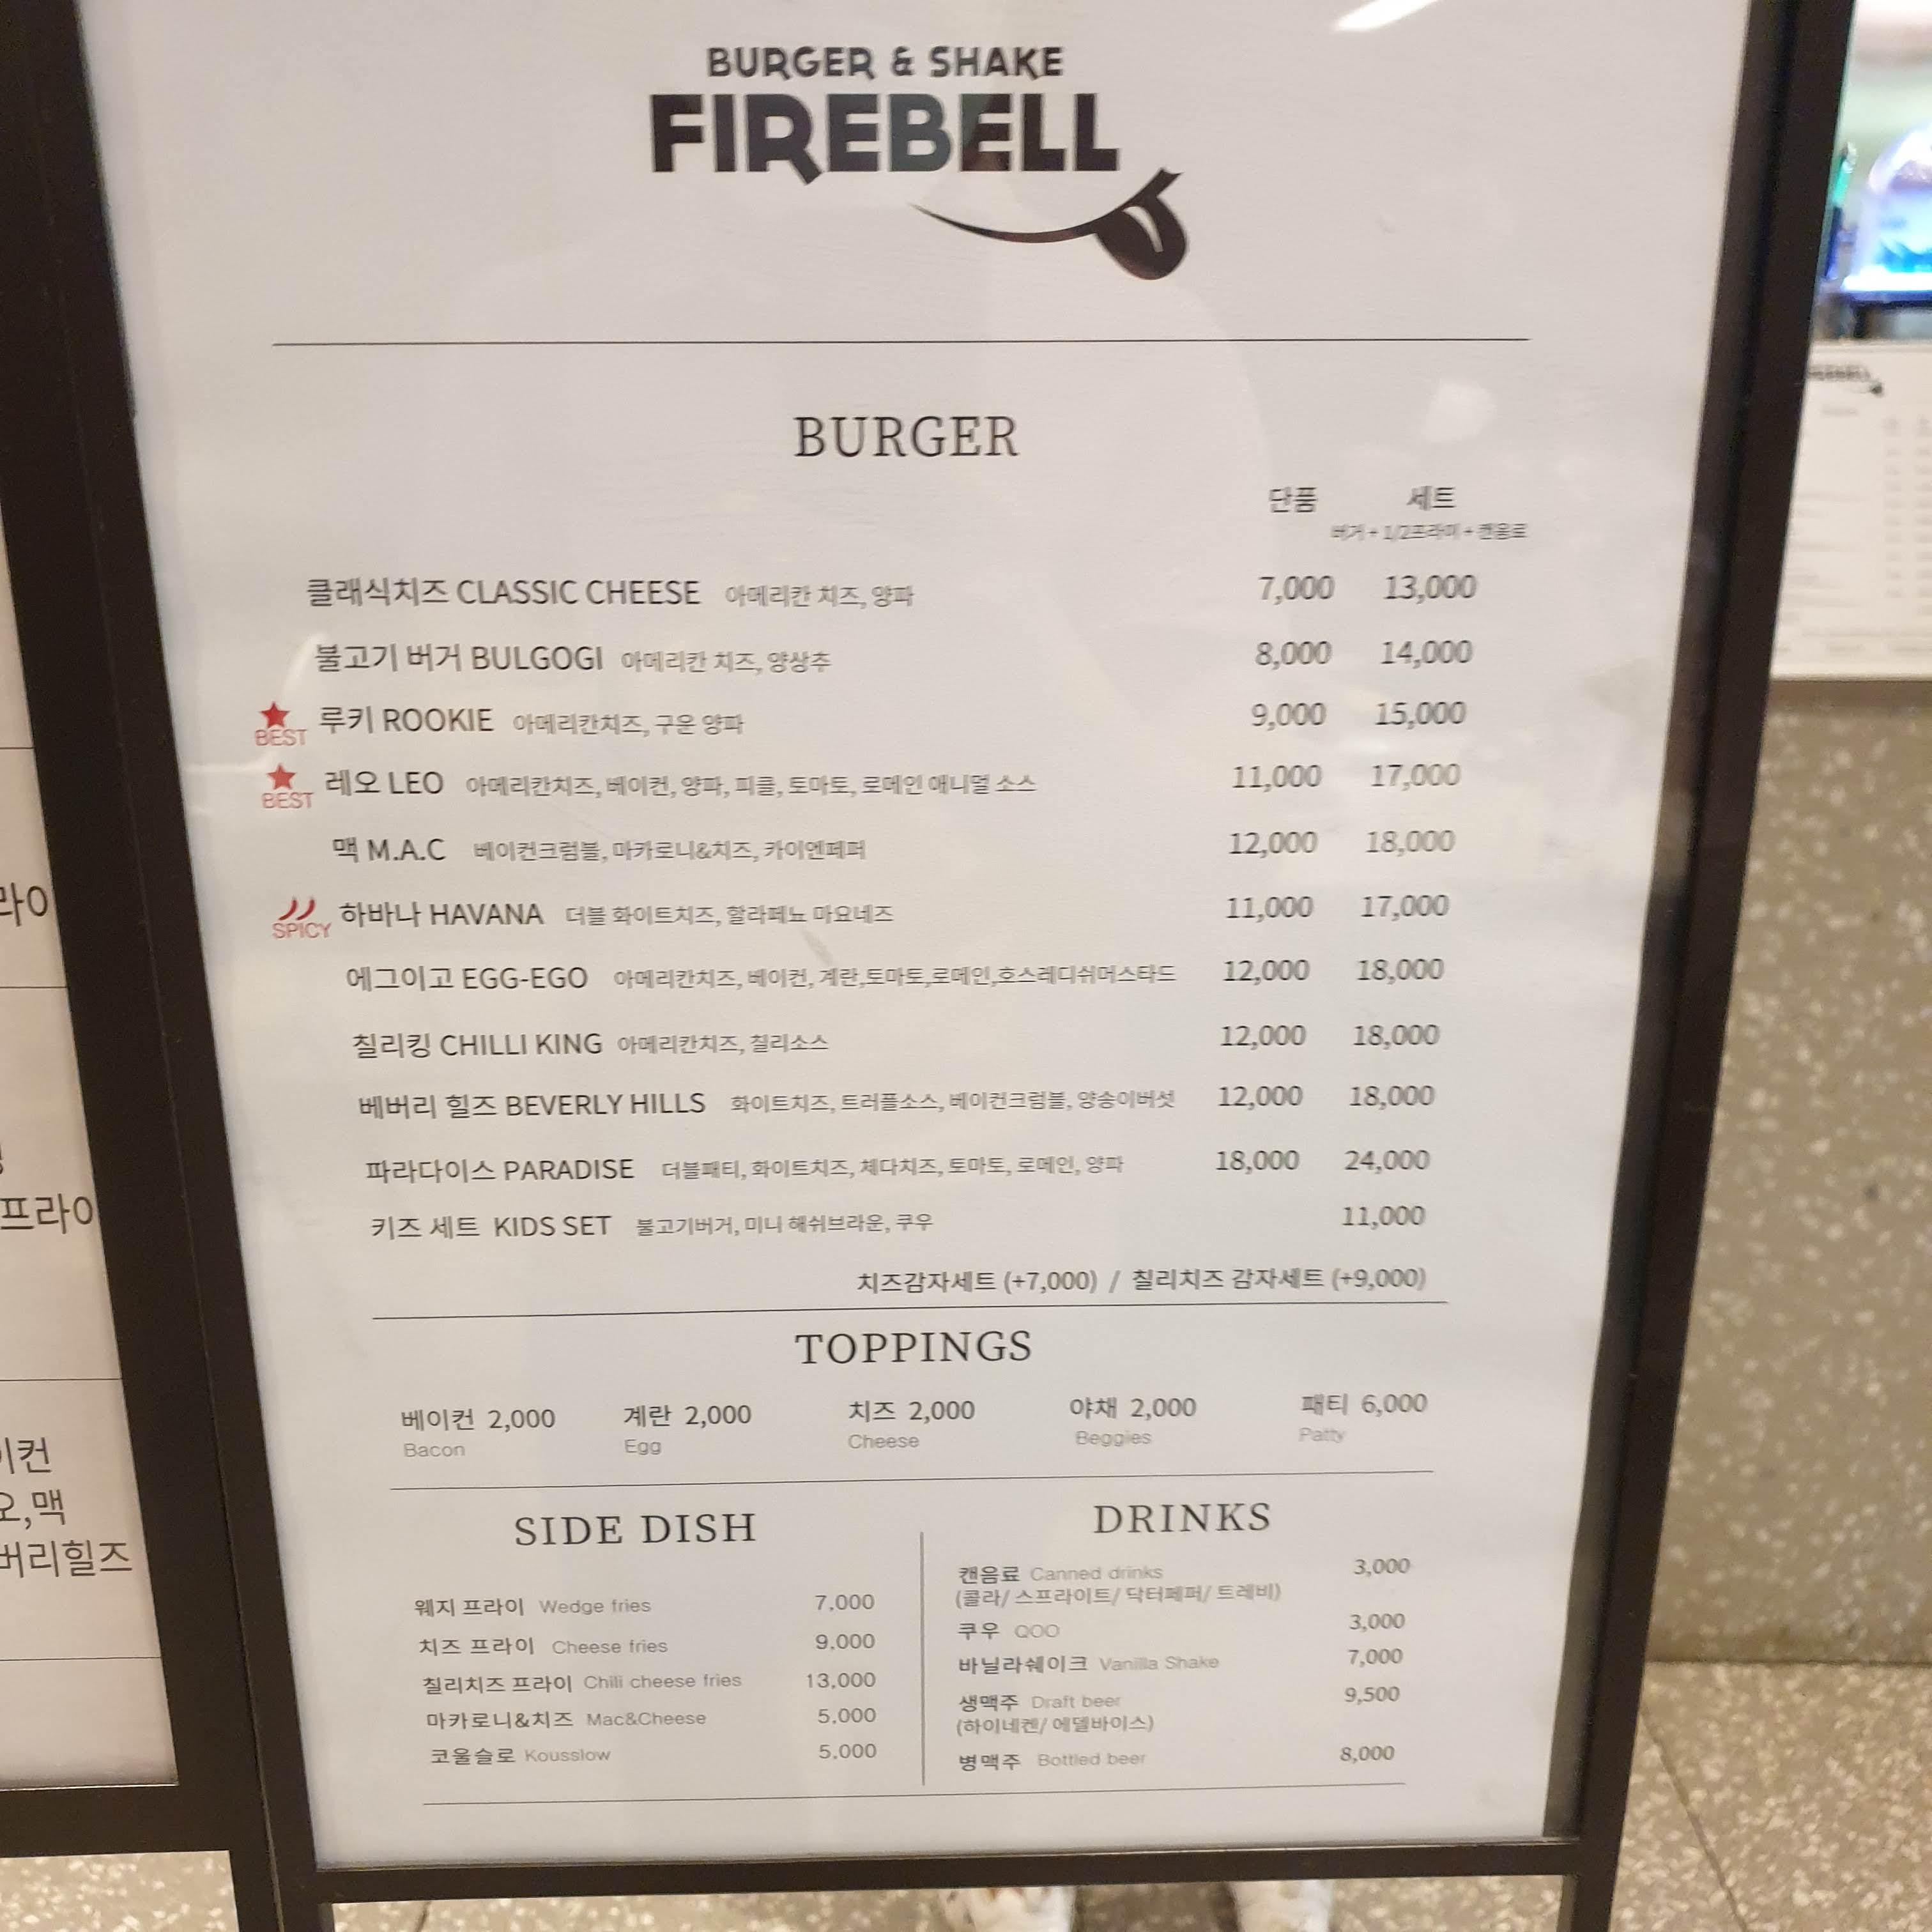 BURGER & SHAKE
FIREBELL
BURGER
단품 세트
버거 + 1/2프라이 + 캔음료
클래식치즈 CLASSIC CHEESE 아메리칸 치즈, 양파 7,000 13,000
불고기 버거 BULGOGI 아메리칸 치즈, 양상추 8,000 14,000
BEST 루키 ROOKIE 아메리칸치즈, 구운 양파 9,000 15,000
BEST 레오 LEO 아메리칸치즈, 베이컨, 양파, 피클, 토마토, 로메인 애니멀 소스 11,000 17,000
맥 M.A.C 베이컨크럼블, 마카로니&치즈, 카이엔페퍼 12,000 18,000
SPICY 하바나 HAVANA 더블 화이트치즈, 할라페뇨 마요네즈 11,000 17,000
에그이고 EGG-EGO 아메리칸치즈, 베이컨, 계란,토마토,로메인,호스레디쉬머스타드 12,000 18,000
칠리킹 CHILLI KING 아메리칸치즈, 칠리소스 12,000 18,000
베버리 힐즈 BEVERLY HILLS 화이트치즈, 트러플소스, 베이컨크럼블, 양송이버섯 12,000 18,000
파라다이스 PARADISE 더블패티, 화이트치즈, 체다치즈, 토마토, 로메인, 양파 18,000 24,000
키즈 세트 KIDS SET 불고기버거, 미니 해쉬브라운, 쿠우 11,000
치즈감자세트 (+7,000) / 칠리치즈 감자세트 (+9,000)
TOPPINGS
베이컨 2,000 계란 2,000 치즈 2,000 야채 2,000 패티 6,000
Bacon Egg Cheese Beggies Patty
SIDE DISH
웨지 프라이 Wedge fries 7,000
치즈 프라이 Cheese fries 9,000
칠리치즈 프라이 Chili cheese fries 13,000
마카로니&치즈 Mac&Cheese 5,000
코울슬로 Kousslow 5,000
DRINKS
캔음료 Canned drinks 3,000
(콜라/ 스프라이트/ 닥터페퍼/ 트레비)
쿠우 QOO 3,000
바닐라쉐이크 Vanilla Shake 7,000
생맥주 Draft beer 9,500
(하이네켄/ 에델바이스)
병맥주 Bottled beer 8,000
라이
프라이
이컨
오,맥
버리힐즈